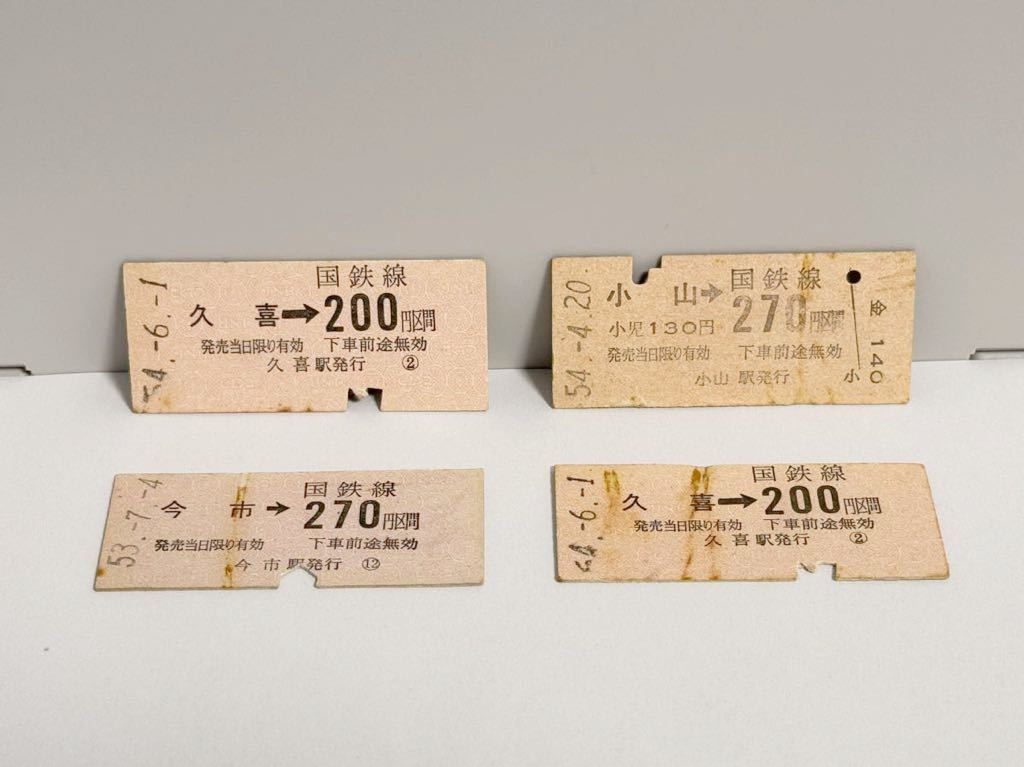 54.-6.-1
国鉄線
久喜→200円区間
発売当日限り有効 下車前途無効
久喜駅発行 ②
54.-4.20
国鉄線
小山→270円区間
小児130円
発売当日限り有効 下車前途無効
小山駅発行
小 金 140
53.-7.-4
国鉄線
今市→270円区間
発売当日限り有効 下車前途無効
今市駅発行 ⑫
-6.-1
国鉄線
久喜→200円区間
発売当日限り有効 下車前途無効
久喜駅発行 ②